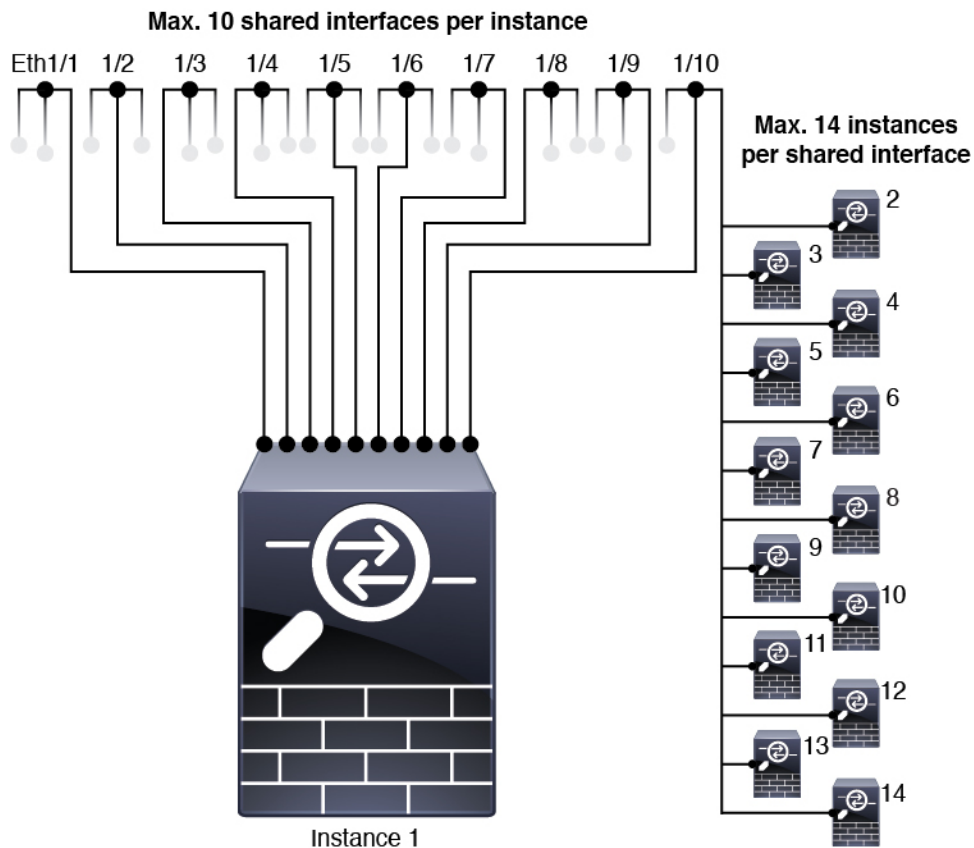 Max. 10 shared interfaces per instance
Eth1/1 1/2 1/3 1/4 1/5 1/6 1/7 1/8 1/9 1/10
Max. 14 instances
per shared interface
2
3
4
5
6
7
8
9
10
11
12
13
14
Instance 1